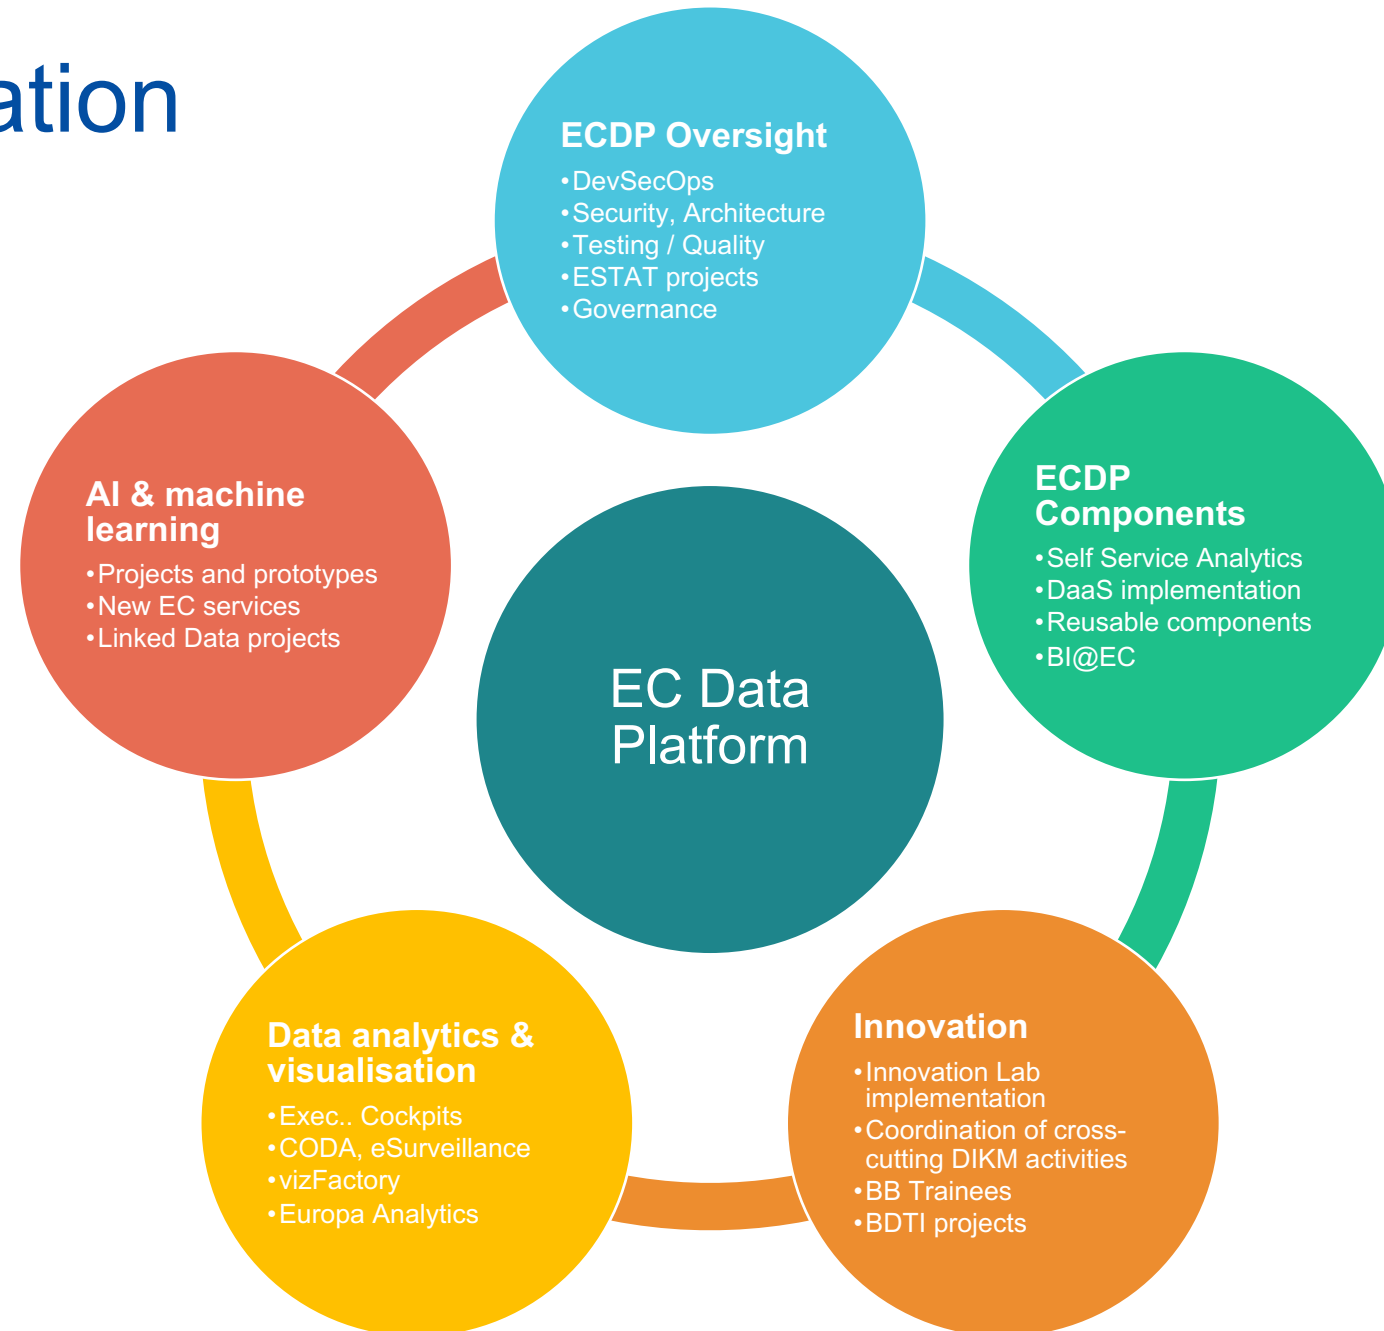 ation
ECDP Oversight
•DevSecOps
•Security, Architecture
•Testing / Quality
•ESTAT projects
•Governance
ECDP
Components
•Self Service Analytics
•DaaS implementation
•Reusable components
•BI@EC
Innovation
•Innovation Lab
implementation
•Coordination of cross-
cutting DIKM activities
•BB Trainees
•BDTI projects
Data analytics &
visualisation
•Exec.. Cockpits
•CODA, eSurveillance
•vizFactory
•Europa Analytics
AI & machine
learning
•Projects and prototypes
•New EC services
•Linked Data projects
EC Data
Platform